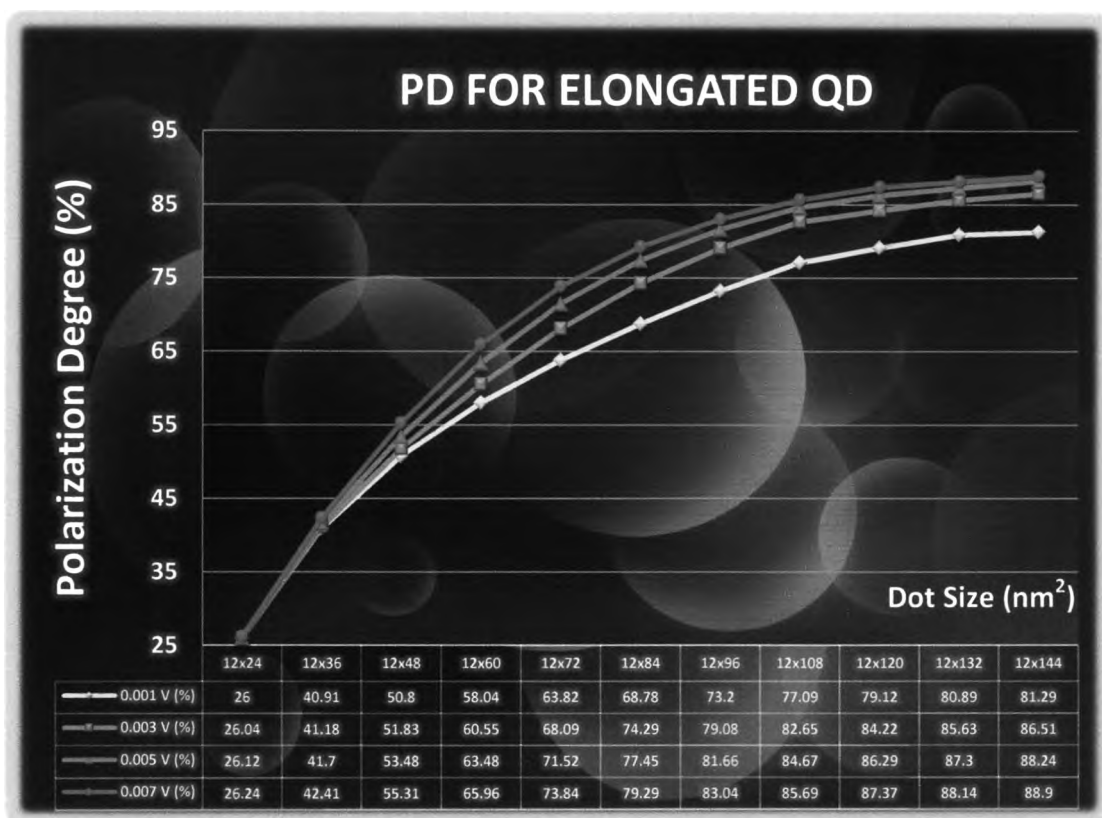 PD FOR ELONGATED QD
Polarization Degree (%)
95
85
75
65
55
45
35
25
Dot Size (nm²)
12x24 12x36 12x48 12x60 12x72 12x84 12x96 12x108 12x120 12x132 12x144
0.001 V (%) 26 40.91 50.8 58.04 63.82 68.78 73.2 77.09 79.12 80.89 81.29
0.003 V (%) 26.04 41.18 51.83 60.55 68.09 74.29 79.08 82.65 84.22 85.63 86.51
0.005 V (%) 26.12 41.7 53.48 63.48 71.52 77.45 81.66 84.67 86.29 87.3 88.24
0.007 V (%) 26.24 42.41 55.31 65.96 73.84 79.29 83.04 85.69 87.37 88.14 88.9